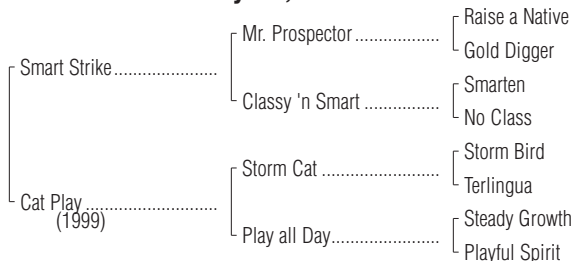 Raise a Native
Mr. Prospector ..................
Gold Digger
Smart Strike......................
Smarten
Classy 'n Smart ................
No Class
Storm Bird
Storm Cat .........................
Terlingua
Cat Play ............................
(1999)
Steady Growth
Play all Day.......................
Playful Spirit